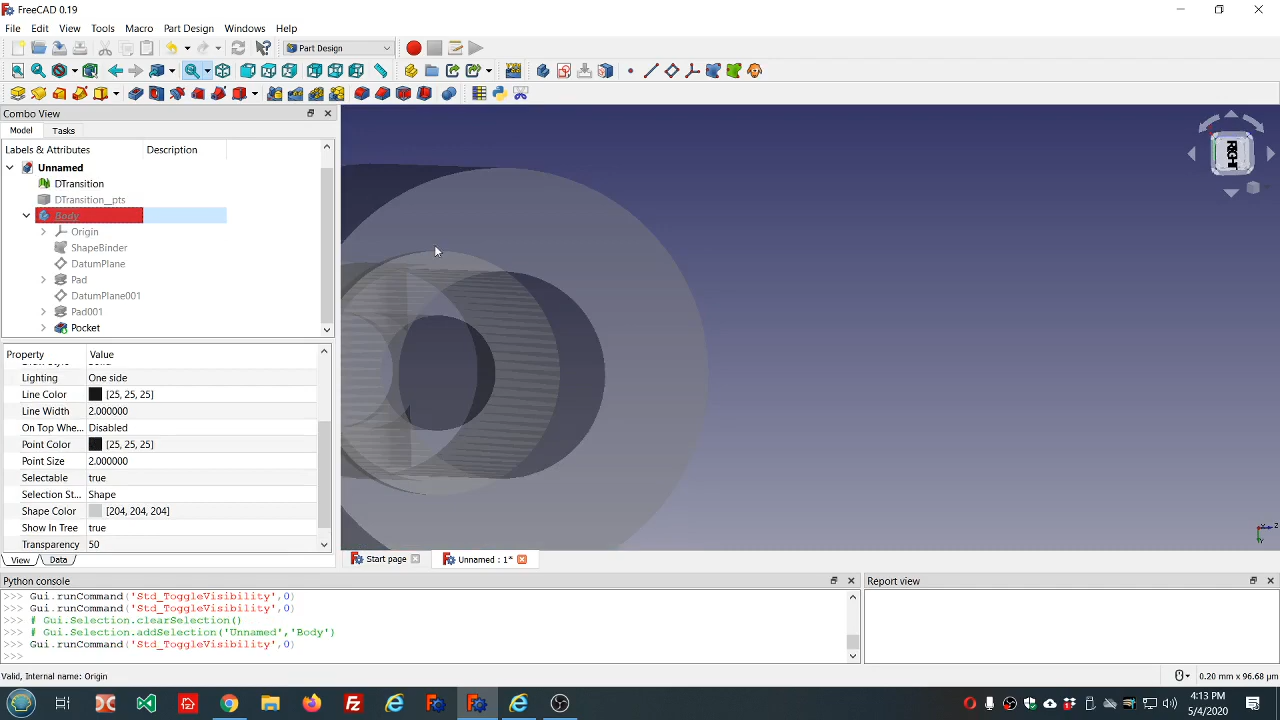 FreeCAD 0.19
File Edit View Tools Macro Part Design Windows Help
Part Design
Combo View
Model Tasks
Labels & Attributes Description
Unnamed
DTransition
DTransition__pts
Body
Origin
ShapeBinder
DatumPlane
Pad
DatumPlane001
Pad001
Pocket
Property Value
Lighting One side
Line Color [25, 25, 25]
Line Width 2.000000
On Top Whe... Disabled
Point Color [25, 25, 25]
Point Size 2.000000
Selectable true
Selection St... Shape
Shape Color [204, 204, 204]
Show In Tree true
Transparency 50
View Data
RIGHT
Start page Unnamed : 1*
Python console
>>> Gui.runCommand('Std_ToggleVisibility',0)
>>> Gui.runCommand('Std_ToggleVisibility',0)
>>> # Gui.Selection.clearSelection()
>>> # Gui.Selection.addSelection('Unnamed','Body')
>>> Gui.runCommand('Std_ToggleVisibility',0)
>>>
Report view
Valid, Internal name: Origin
0.20 mm x 96.68 µm
4:13 PM
5/4/2020